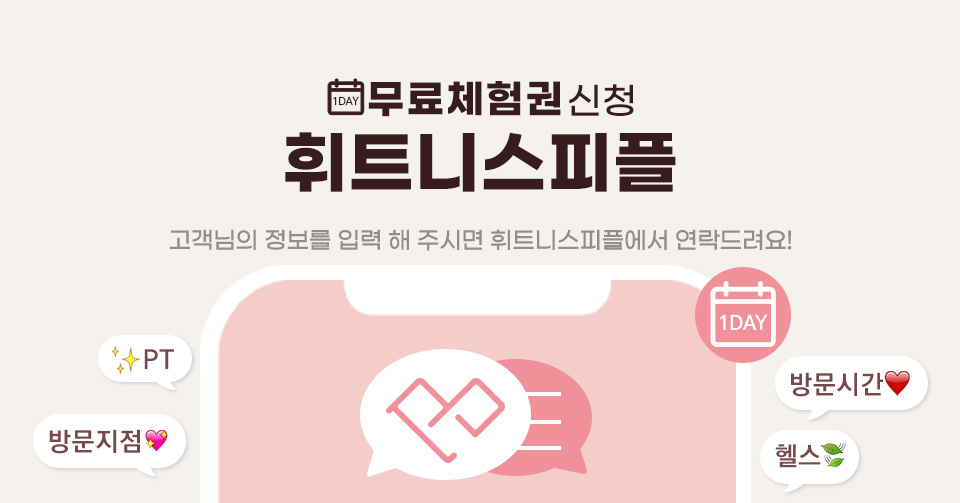 1DAY 무료체험권 신청
휘트니스피플
고객님의 정보를 입력 해 주시면 휘트니스피플에서 연락드려요!
1DAY
✨PT
방문시간❤️
방문지점💖
헬스🍃